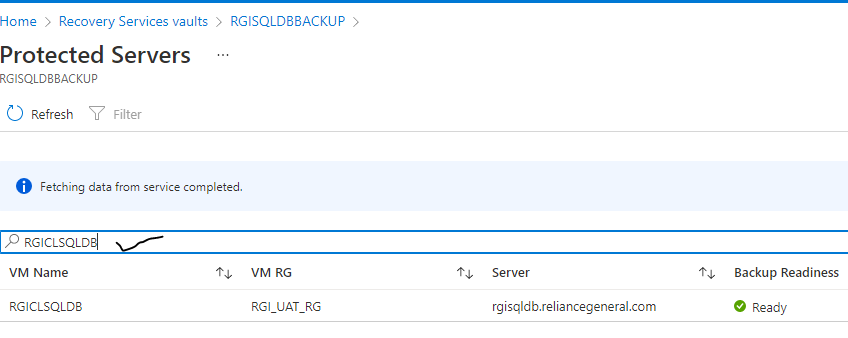 Home > Recovery Services vaults > RGISQLDBBACKUP >
Protected Servers ...
RGISQLDBBACKUP
Refresh Filter
Fetching data from service completed.
RGICLSQLDB
VM Name VM RG Server Backup Readiness
RGICLSQLDB RGI_UAT_RG rgisqldb.reliancegeneral.com Ready